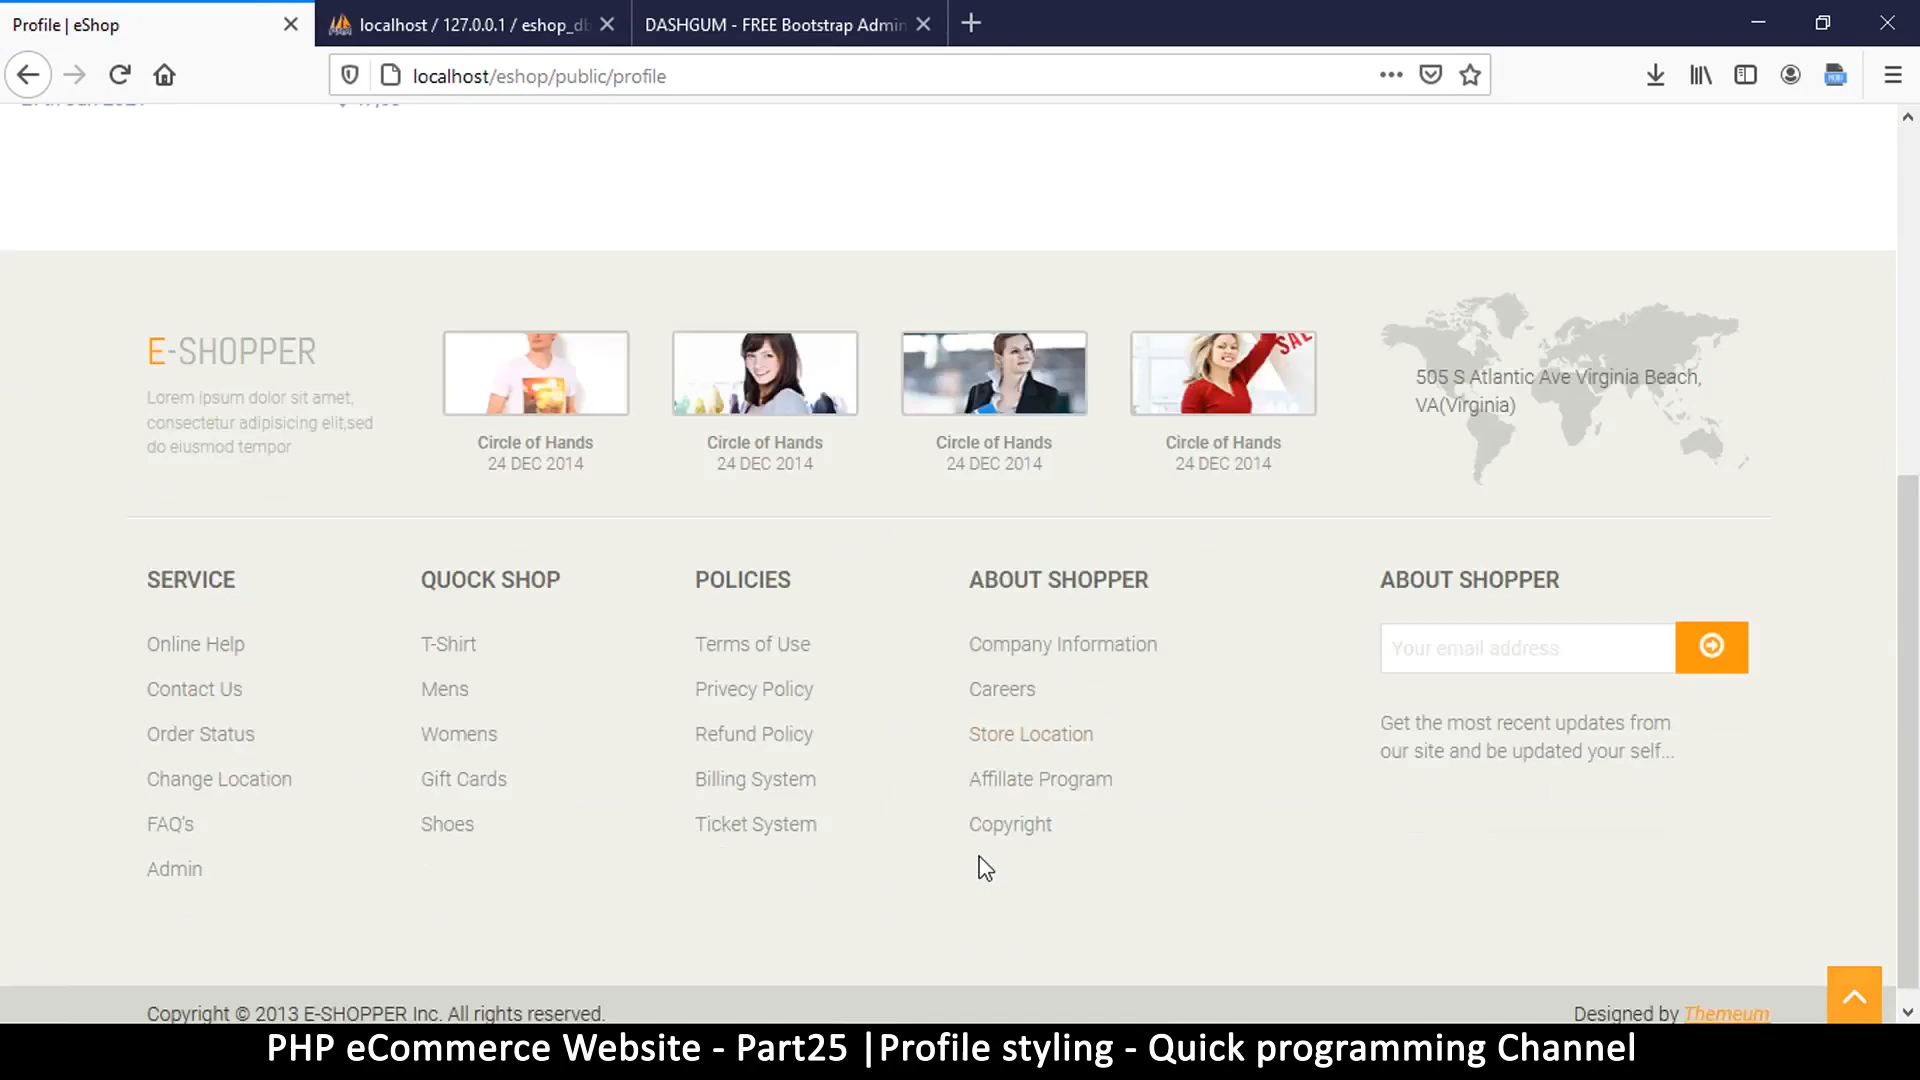 Profile | eShop
localhost / 127.0.0.1 / eshop_db
DASHGUM - FREE Bootstrap Admin
localhost/eshop/public/profile
E-SHOPPER
Lorem ipsum dolor sit amet,
consectetur adipisicing elit,sed
do eiusmod tempor
Circle of Hands
24 DEC 2014
Circle of Hands
24 DEC 2014
Circle of Hands
24 DEC 2014
SALE
Circle of Hands
24 DEC 2014
505 S Atlantic Ave Virginia Beach,
VA(Virginia)
SERVICE
Online Help
Contact Us
Order Status
Change Location
FAQ's
Admin
QUOCK SHOP
T-Shirt
Mens
Womens
Gift Cards
Shoes
POLICIES
Terms of Use
Privecy Policy
Refund Policy
Billing System
Ticket System
ABOUT SHOPPER
Company Information
Careers
Store Location
Affillate Program
Copyright
ABOUT SHOPPER
Your email address
Get the most recent updates from
our site and be updated your self...
Copyright © 2013 E-SHOPPER Inc. All rights reserved.
Designed by Themeum
PHP eCommerce Website - Part25 |Profile styling - Quick programming Channel